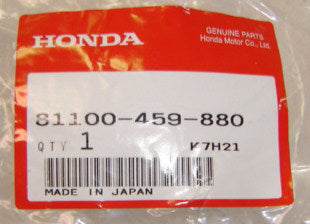 HONDA
GENUINE PARTS
Honda Motor Co., Ltd.
81100-459-880
QTY 1 K7H21
MADE IN JAPAN